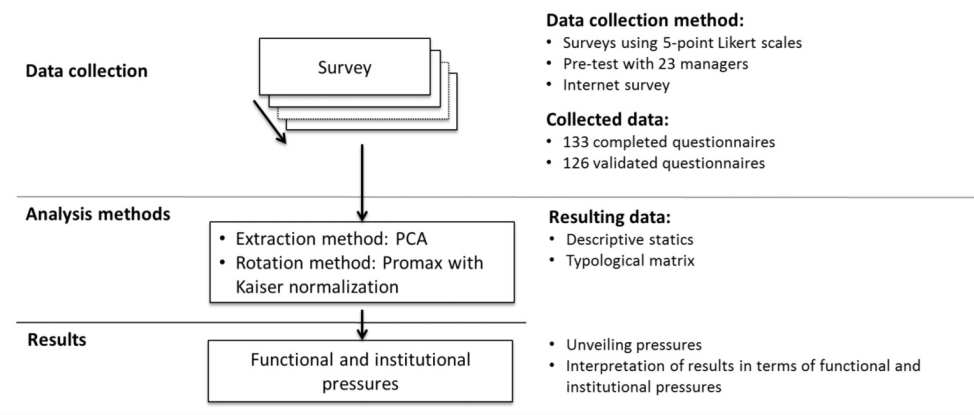 Data collection
Survey
Data collection method:
• Surveys using 5-point Likert scales
• Pre-test with 23 managers
• Internet survey
Collected data:
• 133 completed questionnaires
• 126 validated questionnaires
Analysis methods
• Extraction method: PCA
• Rotation method: Promax with
Kaiser normalization
Resulting data:
• Descriptive statics
• Typological matrix
Results
Functional and institutional
pressures
• Unveiling pressures
• Interpretation of results in terms of functional and
institutional pressures